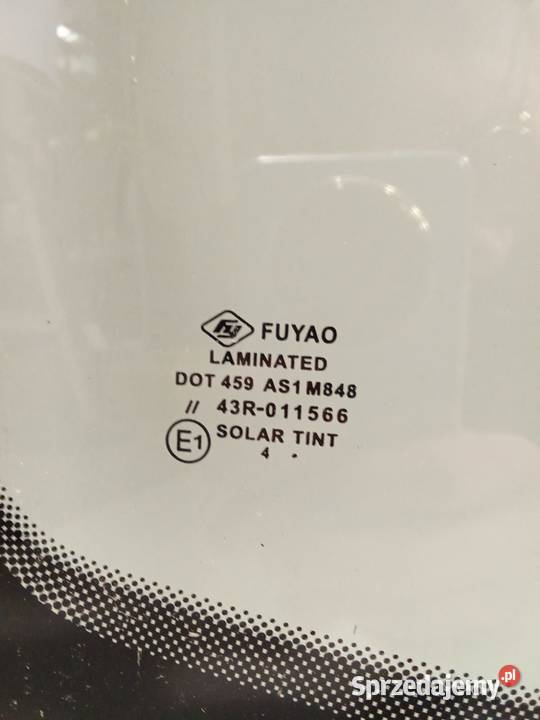 FUYAO
LAMINATED
DOT 459 AS1 M848
// 43R-011566
E1 SOLAR TINT
4 .
Sprzedajemy.pl